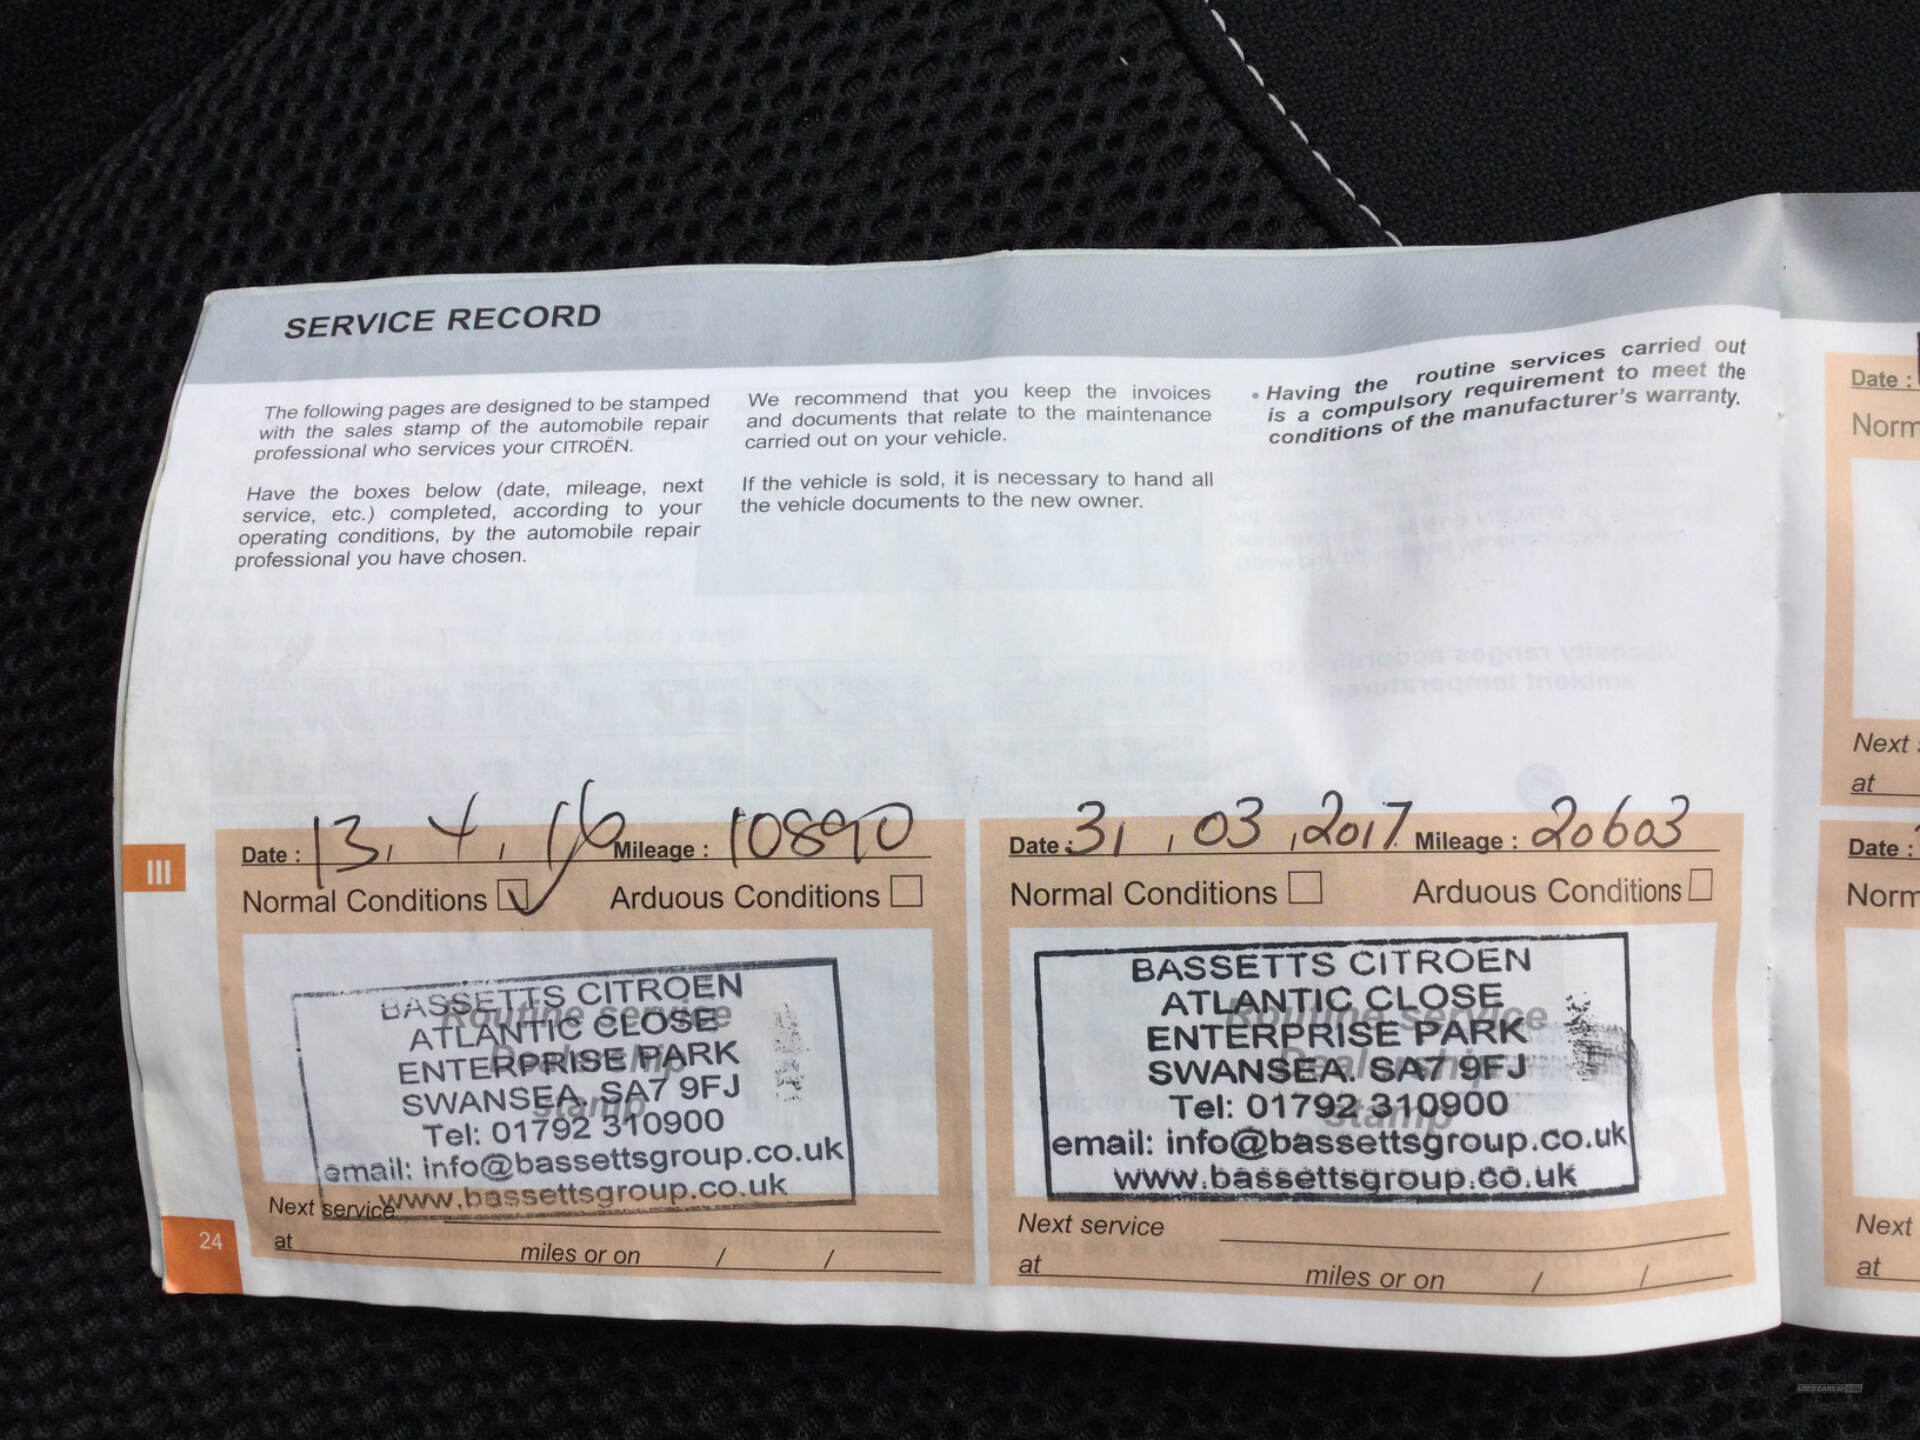 SERVICE RECORD
The following pages are designed to be stamped
with the sales stamp of the automobile repair
professional who services your CITROËN.
Have the boxes below (date, mileage, next
service, etc.) completed, according to your
operating conditions, by the automobile repair
professional you have chosen.
We recommend that you keep the invoices
and documents that relate to the maintenance
carried out on your vehicle.
If the vehicle is sold, it is necessary to hand all
the vehicle documents to the new owner.
• Having the routine services carried out
is a compulsory requirement to meet the
conditions of the manufacturer's warranty.
III
Date : 13. 4. 16 Mileage : 10890
Normal Conditions Arduous Conditions
Routine service
Dealership
stamp
BASSETTS CITROEN
ATLANTIC CLOSE
ENTERPRISE PARK
SWANSEA. SA7 9FJ
Tel: 01792 310900
email: info@bassettsgroup.co.uk
www.bassettsgroup.co.uk
Next service
at miles or on / /
24
Date : 31, 03, 2017 Mileage : 20603
Normal Conditions Arduous Conditions
Routine service
Dealership
stamp
BASSETTS CITROEN
ATLANTIC CLOSE
ENTERPRISE PARK
SWANSEA. SA7 9FJ
Tel: 01792 310900
email: info@bassettsgroup.co.uk
www.bassettsgroup.co.uk
Next service
at miles or on / /
Date :
Norm
Next
at
Date :
Norm
Next
at